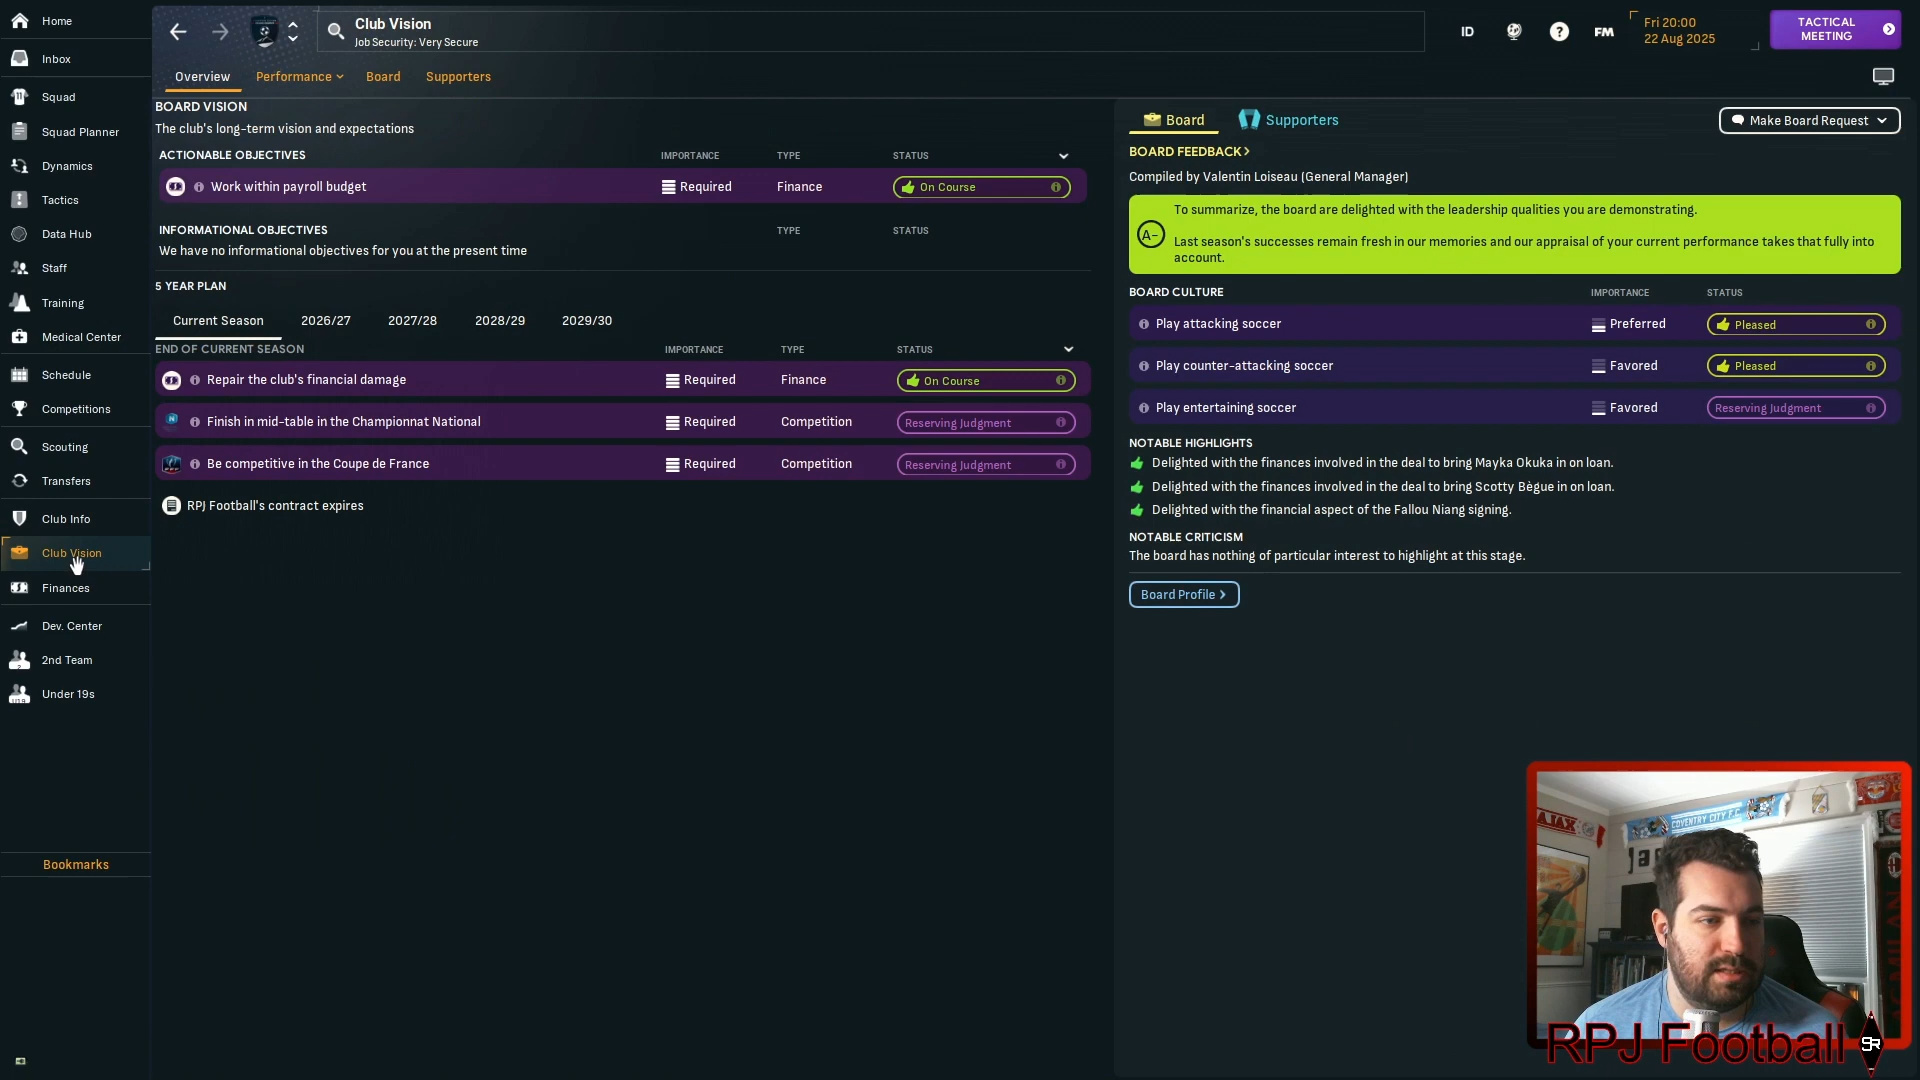 Home
Inbox
Squad
Squad Planner
Dynamics
Tactics
Data Hub
Staff
Training
Medical Center
Schedule
Competitions
Scouting
Transfers
Club Info
Club Vision
Finances
Dev. Center
2nd Team
Under 19s
Bookmarks
Club Vision
Job Security: Very Secure
ID
FM
Fri 20:00
22 Aug 2025
TACTICAL
MEETING
Overview Performance Board Supporters
BOARD VISION
The club's long-term vision and expectations
ACTIONABLE OBJECTIVES IMPORTANCE TYPE STATUS
Work within payroll budget Required Finance On Course
INFORMATIONAL OBJECTIVES TYPE STATUS
We have no informational objectives for you at the present time
5 YEAR PLAN
Current Season 2026/27 2027/28 2028/29 2029/30
END OF CURRENT SEASON IMPORTANCE TYPE STATUS
Repair the club's financial damage Required Finance On Course
Finish in mid-table in the Championnat National Required Competition Reserving Judgment
Be competitive in the Coupe de France Required Competition Reserving Judgment
RPJ Football's contract expires
Board Supporters
Make Board Request
BOARD FEEDBACK >
Compiled by Valentin Loiseau (General Manager)
A-
To summarize, the board are delighted with the leadership qualities you are demonstrating.
Last season's successes remain fresh in our memories and our appraisal of your current performance takes that fully into
account.
BOARD CULTURE IMPORTANCE STATUS
Play attacking soccer Preferred Pleased
Play counter-attacking soccer Favored Pleased
Play entertaining soccer Favored Reserving Judgment
NOTABLE HIGHLIGHTS
Delighted with the finances involved in the deal to bring Mayka Okuka in on loan.
Delighted with the finances involved in the deal to bring Scotty Bègue in on loan.
Delighted with the financial aspect of the Fallou Niang signing.
NOTABLE CRITICISM
The board has nothing of particular interest to highlight at this stage.
Board Profile >
AJAX
COVENTRY CITY F.C.
MILAN
RPJ Football